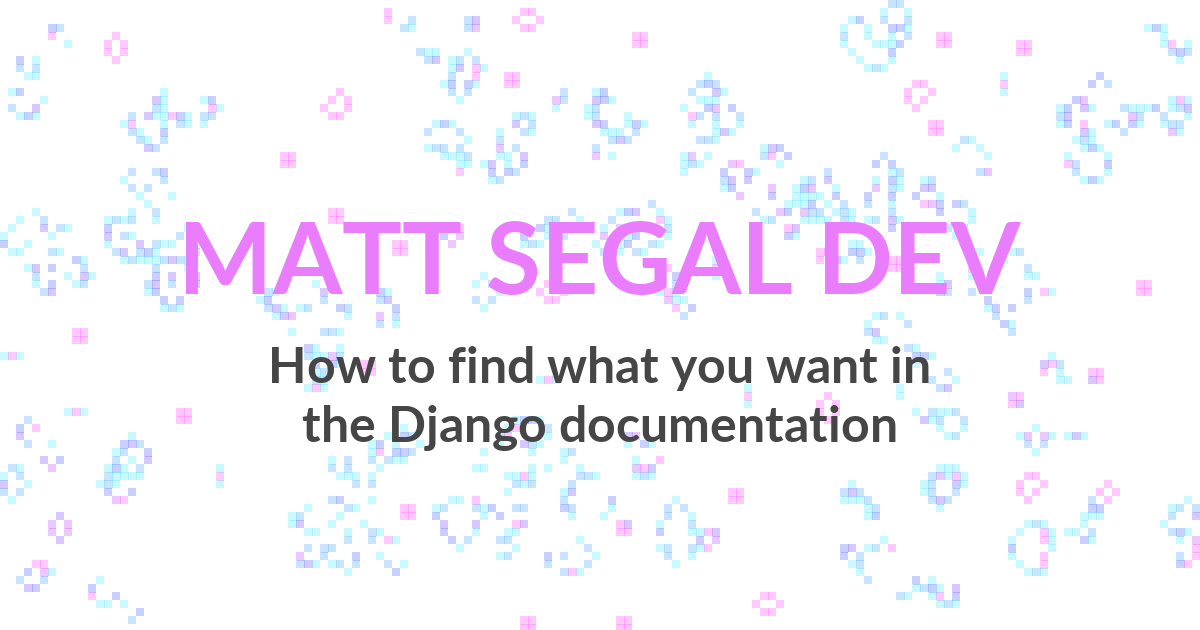 MATT SEGAL DEV
How to find what you want in
the Django documentation